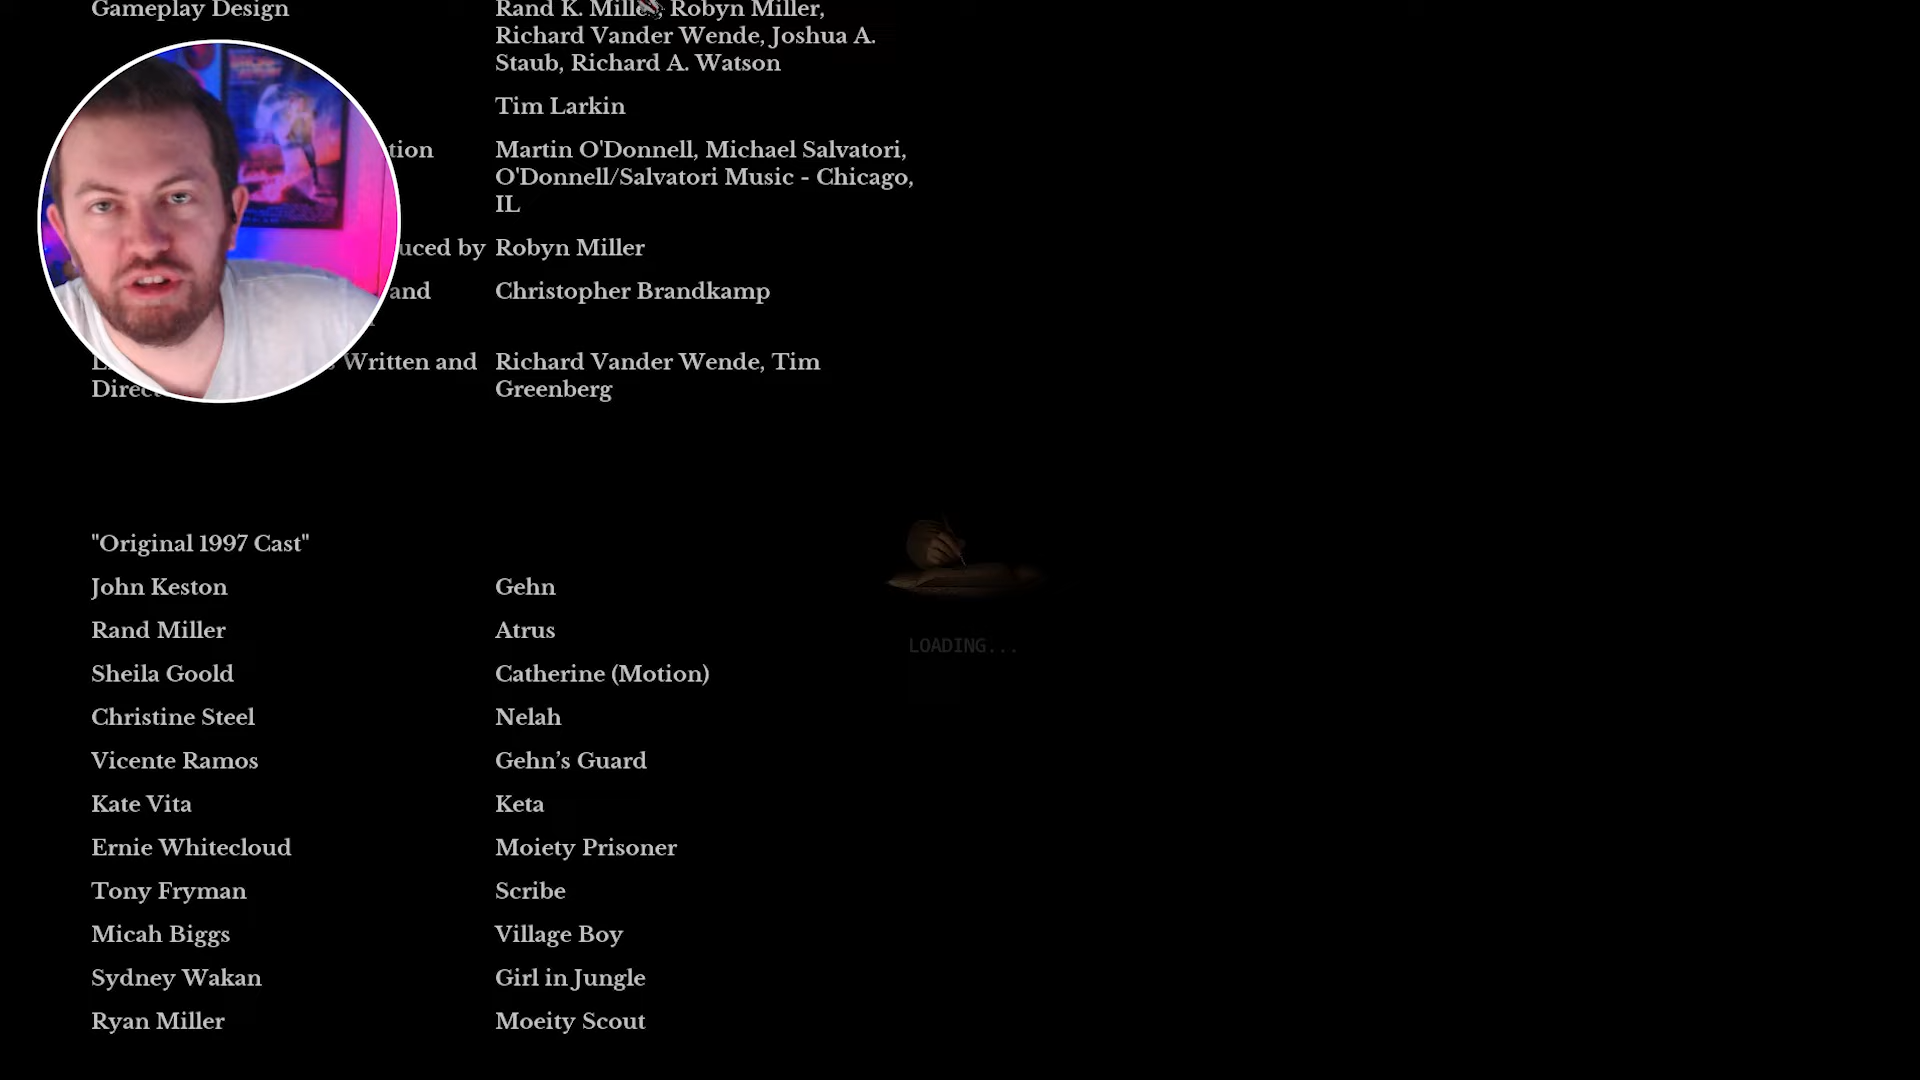 Gameplay Design Rand K. Miller, Robyn Miller,
Richard Vander Wende, Joshua A.
Staub, Richard A. Watson
Tim Larkin
Martin O'Donnell, Michael Salvatori,
O'Donnell/Salvatori Music - Chicago,
IL
by Robyn Miller
and Christopher Brandkamp
Written and Richard Vander Wende, Tim
Greenberg
"Original 1997 Cast"
John Keston Gehn
Rand Miller Atrus
LOADING...
Sheila Goold Catherine (Motion)
Christine Steel Nelah
Vicente Ramos Gehn’s Guard
Kate Vita Keta
Ernie Whitecloud Moiety Prisoner
Tony Fryman Scribe
Micah Biggs Village Boy
Sydney Wakan Girl in Jungle
Ryan Miller Moeity Scout